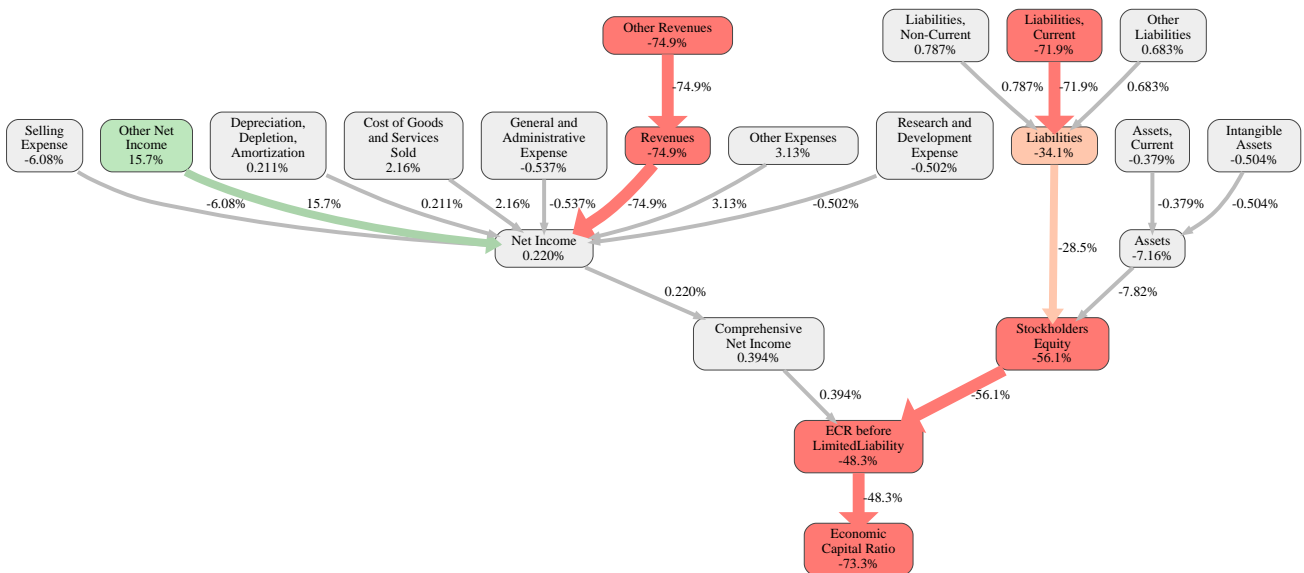 Other Revenues
-74.9%
Liabilities,
Non-Current
0.787%
Liabilities,
Current
-71.9%
Other
Liabilities
0.683%
-74.9%
0.787%
-71.9%
0.683%
Selling
Expense
-6.08%
Other Net
Income
15.7%
Depreciation,
Depletion,
Amortization
0.211%
Cost of Goods
and Services
Sold
2.16%
General and
Administrative
Expense
-0.537%
Revenues
-74.9%
Other Expenses
3.13%
Research and
Development
Expense
-0.502%
Liabilities
-34.1%
Assets,
Current
-0.379%
Intangible
Assets
-0.504%
-6.08%
15.7%
0.211%
2.16%
-0.537%
-74.9%
3.13%
-0.502%
-0.379%
-0.504%
Net Income
0.220%
-28.5%
Assets
-7.16%
0.220%
-7.82%
Comprehensive
Net Income
0.394%
Stockholders
Equity
-56.1%
0.394%
-56.1%
ECR before
LimitedLiability
-48.3%
-48.3%
Economic
Capital Ratio
-73.3%